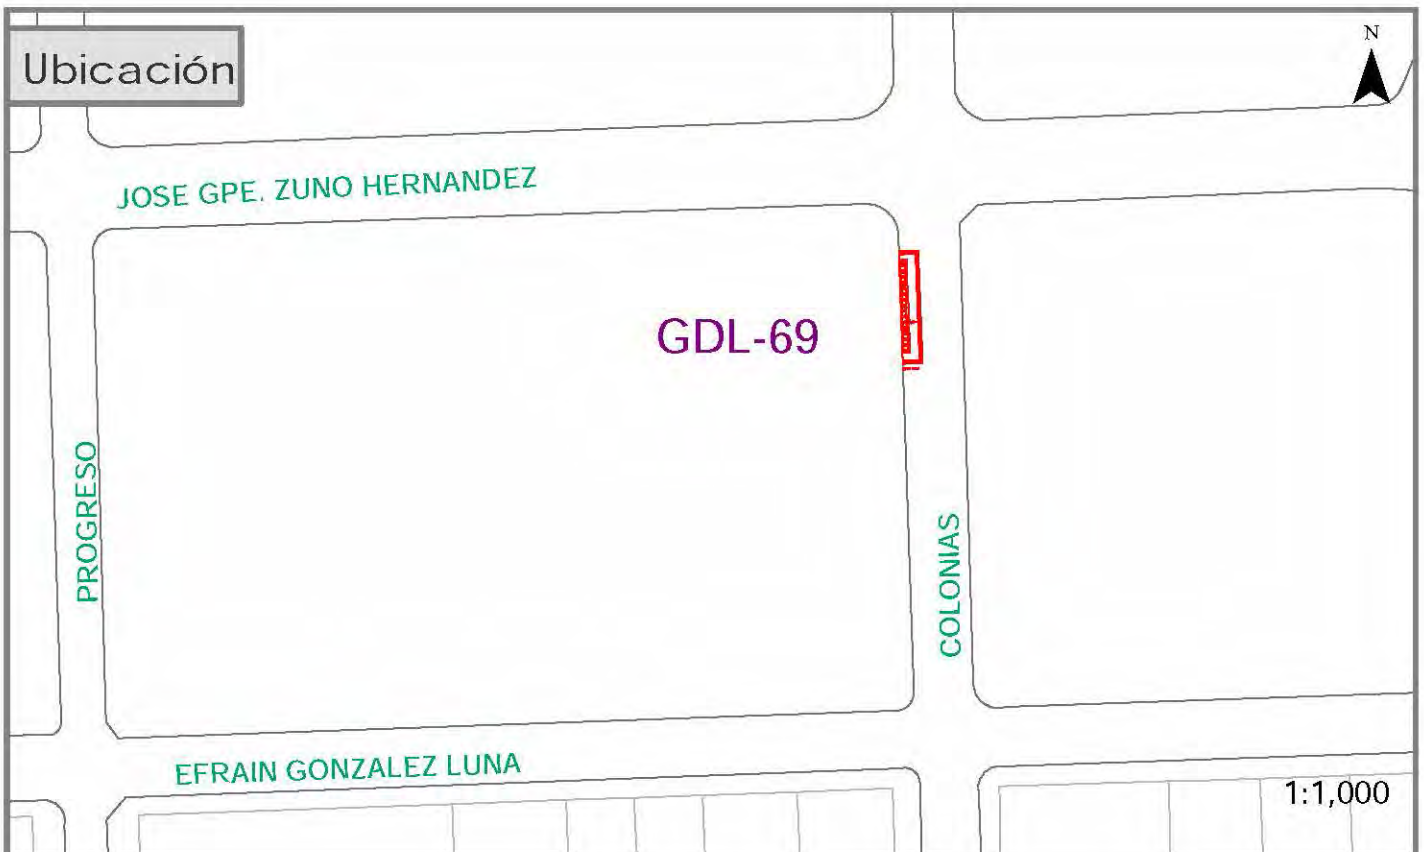 Ubicación
N
JOSE GPE. ZUNO HERNANDEZ
GDL-69
PROGRESO
COLONIAS
EFRAIN GONZALEZ LUNA
1:1,000